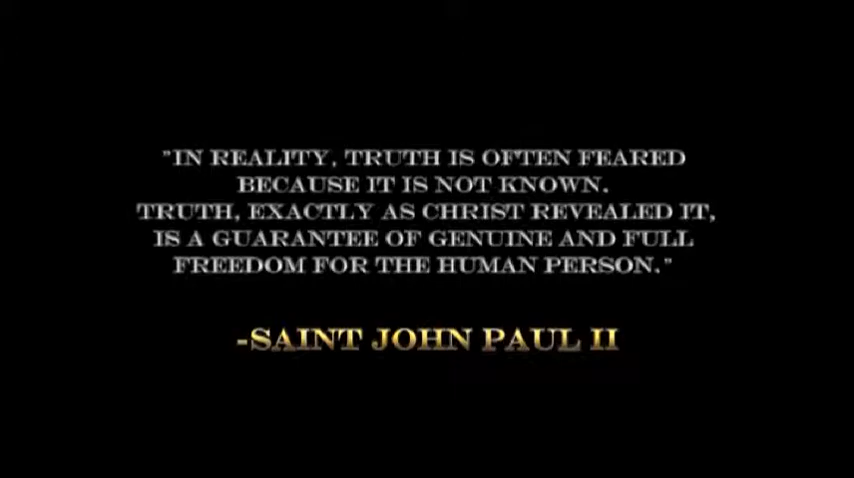 "IN REALITY, TRUTH IS OFTEN FEARED
BECAUSE IT IS NOT KNOWN.
TRUTH, EXACTLY AS CHRIST REVEALED IT,
IS A GUARANTEE OF GENUINE AND FULL
FREEDOM FOR THE HUMAN PERSON."
-SAINT JOHN PAUL II